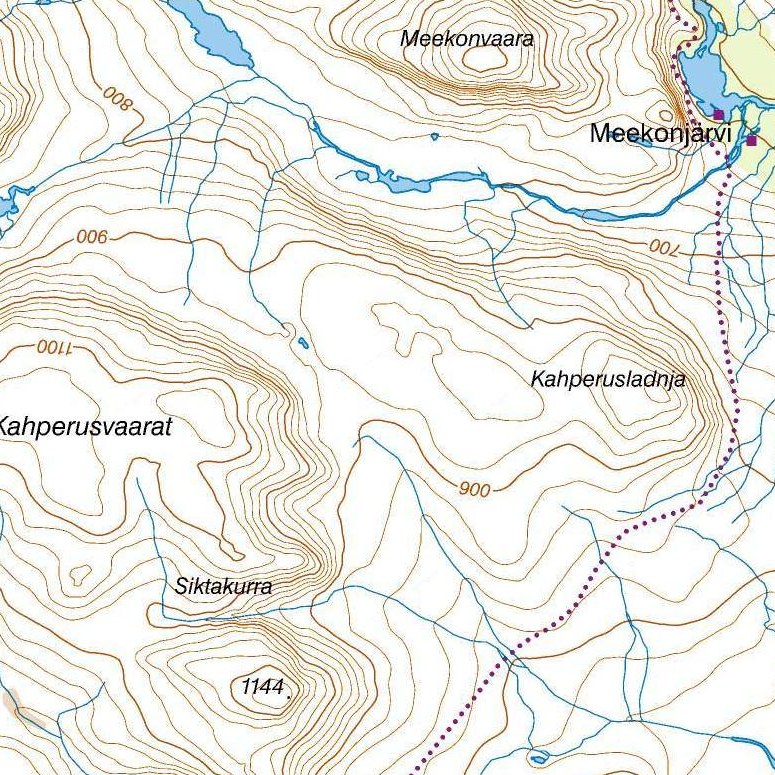 Meekonvaara
800
Meekonjärvi
900
700
1100
Kahperusladnja
Kahperusvaarat
900
Siktakurra
1144